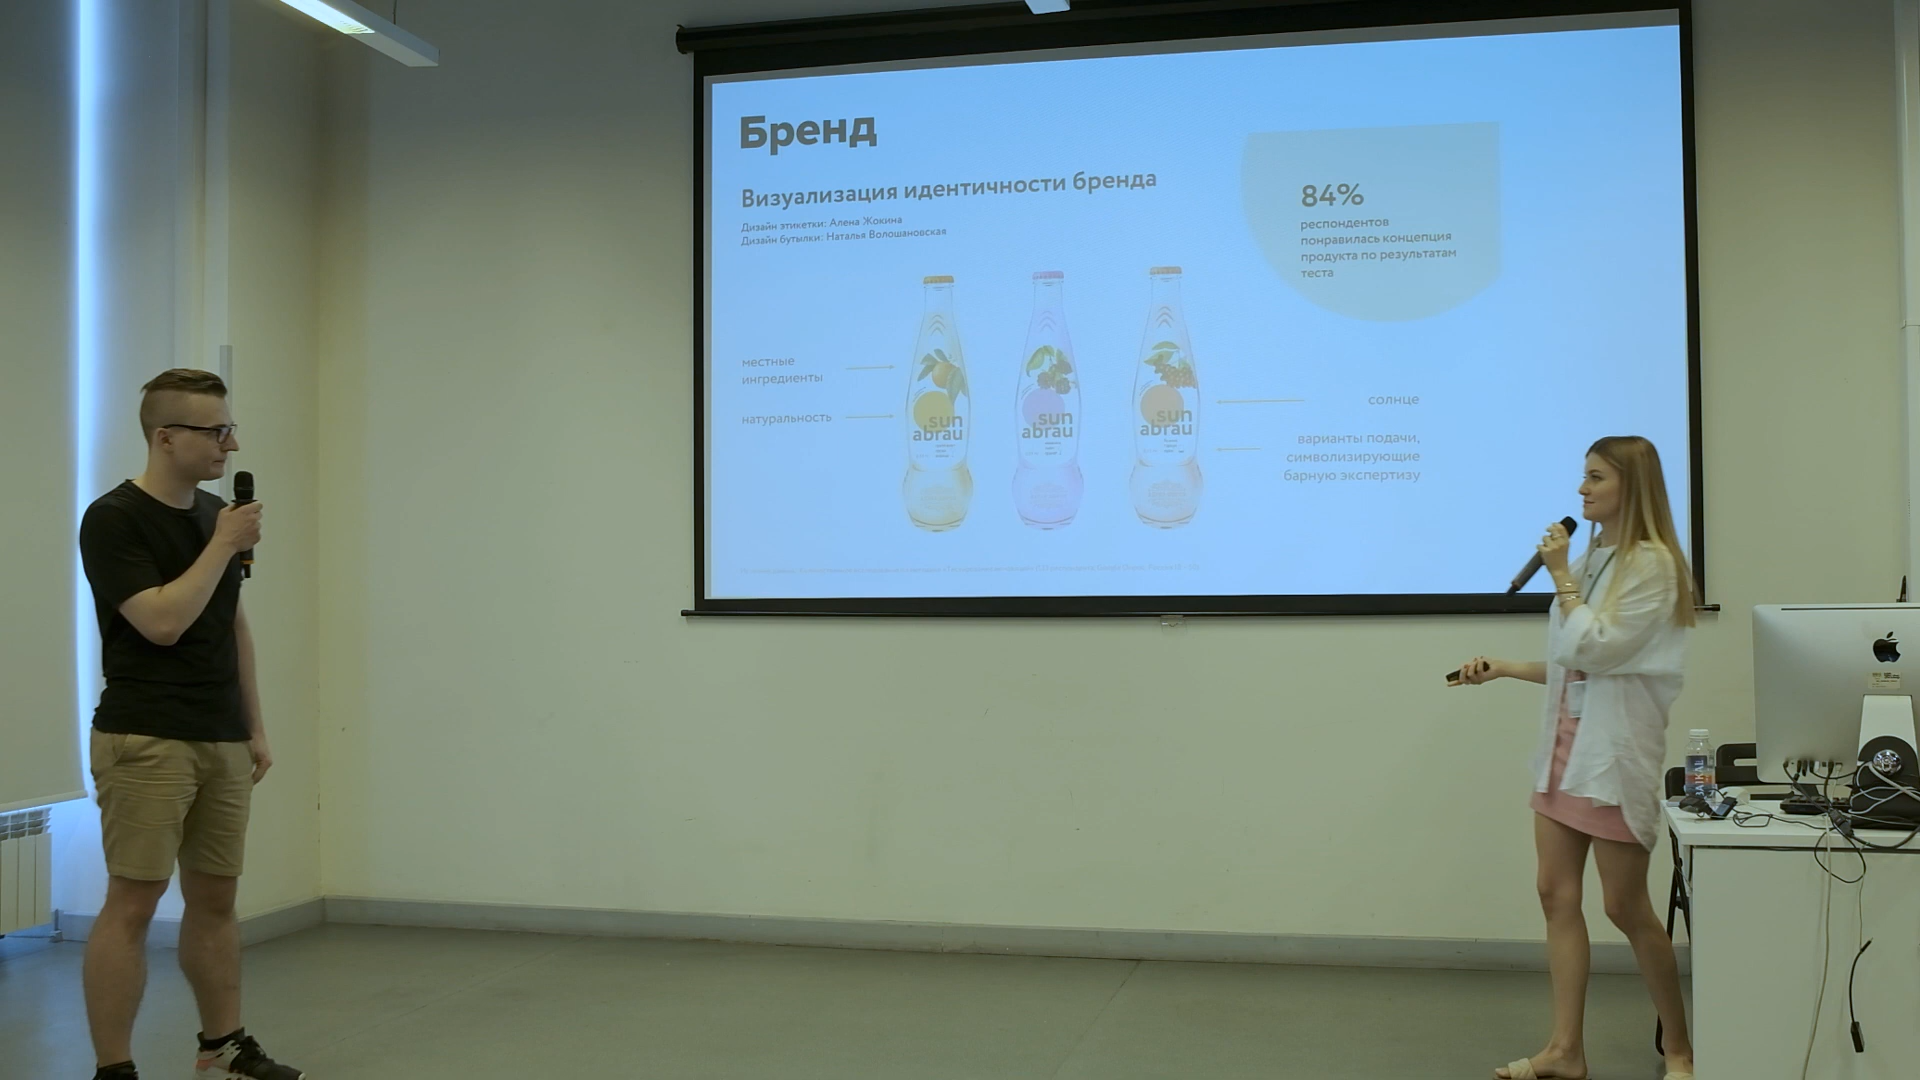 Бренд
Визуализация идентичности бренда
Дизайн этикетки: Алена Жокина
Дизайн бутылки: Наталья Волошановская
84%
респондентов
понравилась концепция
продукта по результатам
теста
местные
ингредиенты
натуральность
sun
abrau
sun
abrau
sun
abrau
солнце
варианты подачи,
символизирующие
барную экспертизу